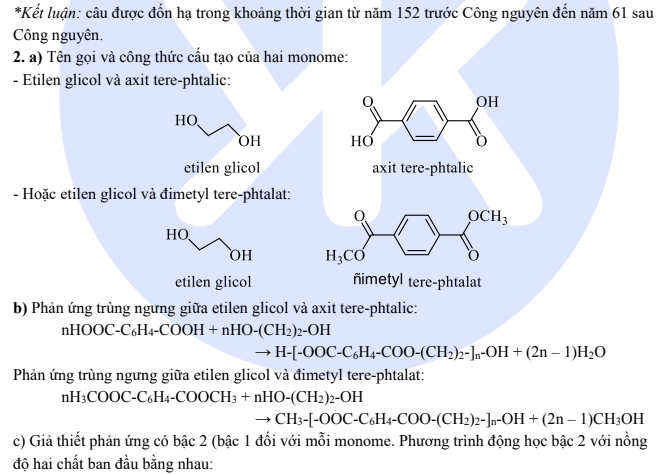 *Kết luận: câu được đốn hạ trong khoảng thời gian từ năm 152 trước Công nguyên đến năm 61 sau
Công nguyên.
2. a) Tên gọi và công thức cấu tạo của hai monome:
- Etilen glicol và axit tere-phtalic:
HO
OH
O
HO
OH
O
etilen glicol
axit tere-phtalic
- Hoặc etilen glicol và đimetyl tere-phtalat:
HO
OH
O
H₃CO
OCH₃
O
etilen glicol
ñimetyl tere-phtalat
b) Phản ứng trùng ngưng giữa etilen glicol và axit tere-phtalic:
nHOOC-C₆H₄-COOH + nHO-(CH₂)₂-OH
→ H-[-OOC-C₆H₄-COO-(CH₂)₂-]ₙ-OH + (2n – 1)H₂O
Phản ứng trùng ngưng giữa etilen glicol và đimetyl tere-phtalat:
nH₃COOC-C₆H₄-COOCH₃ + nHO-(CH₂)₂-OH
→ CH₃-[-OOC-C₆H₄-COO-(CH₂)₂-]ₙ-OH + (2n – 1)CH₃OH
c) Giả thiết phản ứng có bậc 2 (bậc 1 đối với mỗi monome. Phương trình động học bậc 2 với nồng
độ hai chất ban đầu bằng nhau: